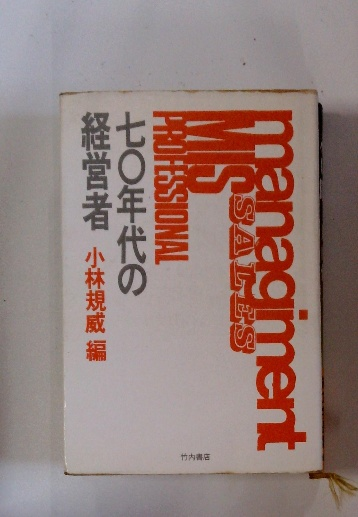 managiment
SALES
MIS
PROFESSIONAL
七〇年代の
経営者
小林規威 編
竹内書店